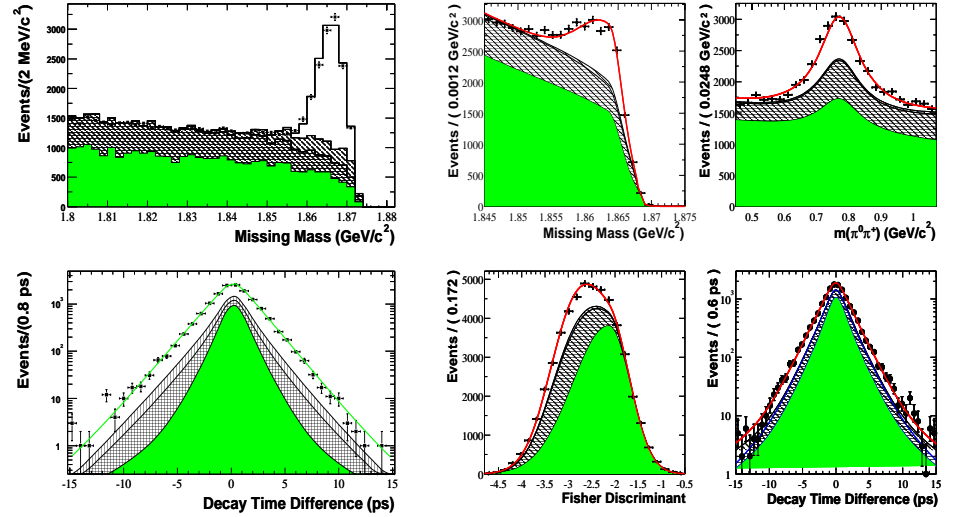 Events/(2 MeV/c²)
3000
2500
2000
1500
1000
500
0
1.8 1.81 1.82 1.83 1.84 1.85 1.86 1.87 1.88
Missing Mass (GeV/c²)
Events / ( 0.0012 GeV/c² )
3000
2500
2000
1500
1000
500
0
1.845 1.85 1.855 1.86 1.865 1.87 1.875
Missing Mass (GeV/c²)
Events / ( 0.0248 GeV/c² )
3000
2500
2000
1500
1000
500
0
0.5 0.6 0.7 0.8 0.9 1
m(π⁰π⁺) (GeV/c²)
Events/(0.8 ps)
10³
10²
10
1
-15 -10 -5 0 5 10 15
Decay Time Difference (ps)
Events / ( 0.172 )
5000
4000
3000
2000
1000
0
-4.5 -4 -3.5 -3 -2.5 -2 -1.5 -1 -0.5
Fisher Discriminant
Events / ( 0.6 ps )
10³
10²
10
1
-15 -10 -5 0 5 10 15
Decay Time Difference (ps)